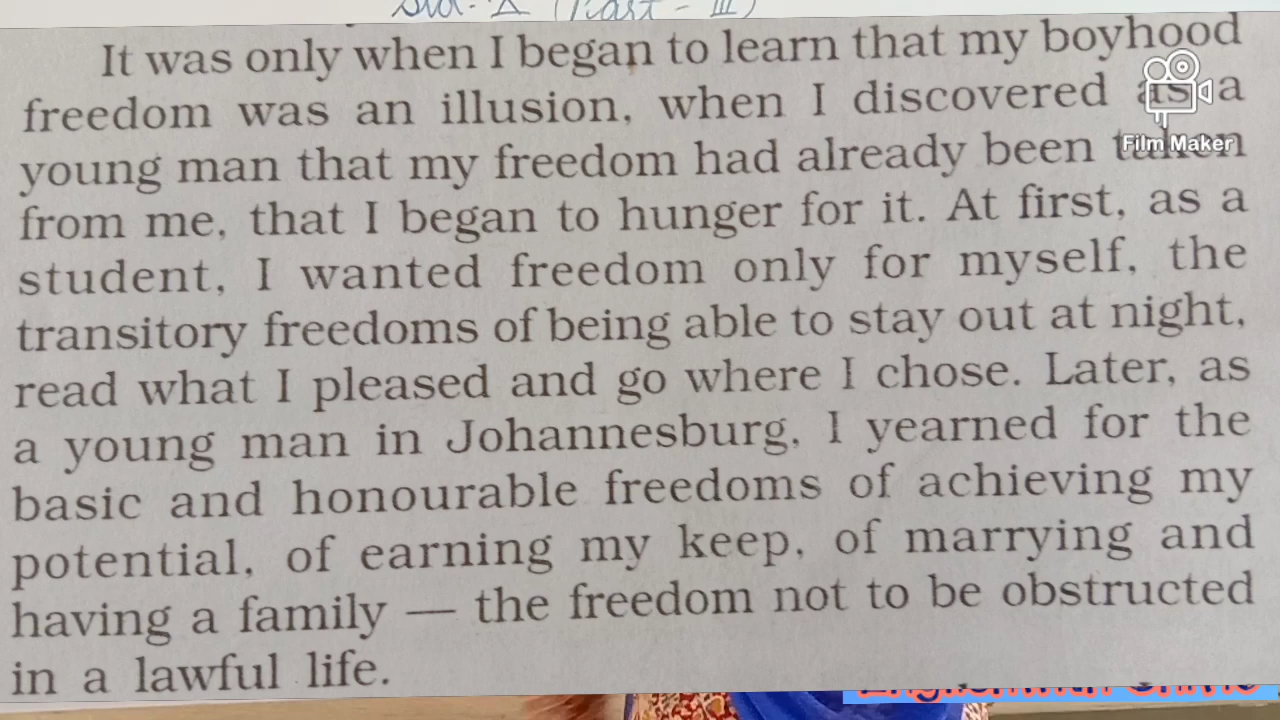 Std. X (Part - III)
It was only when I began to learn that my boyhood
freedom was an illusion, when I discovered as a
young man that my freedom had already been taken
from me, that I began to hunger for it. At first, as a
student, I wanted freedom only for myself, the
transitory freedoms of being able to stay out at night,
read what I pleased and go where I chose. Later, as
a young man in Johannesburg, I yearned for the
basic and honourable freedoms of achieving my
potential, of earning my keep, of marrying and
having a family — the freedom not to be obstructed
in a lawful life.
Film Maker